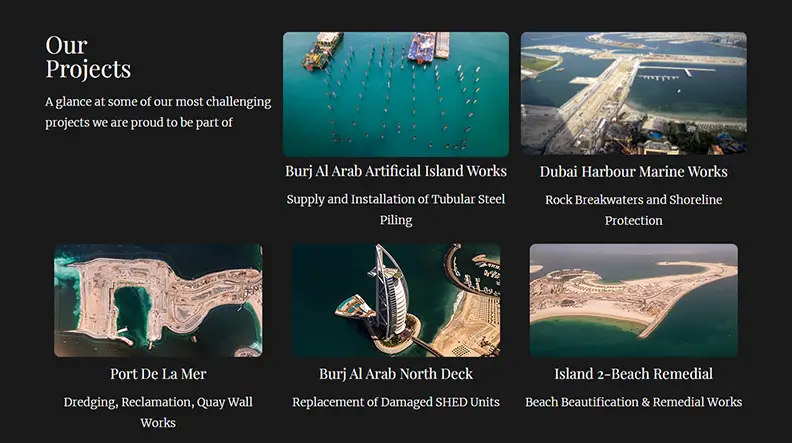 Our
Projects
A glance at some of our most challenging
projects we are proud to be part of
Burj Al Arab Artificial Island Works
Supply and Installation of Tubular Steel
Piling
Dubai Harbour Marine Works
Rock Breakwaters and Shoreline
Protection
Port De La Mer
Dredging, Reclamation, Quay Wall
Works
Burj Al Arab North Deck
Replacement of Damaged SHED Units
Island 2-Beach Remedial
Beach Beautification & Remedial Works